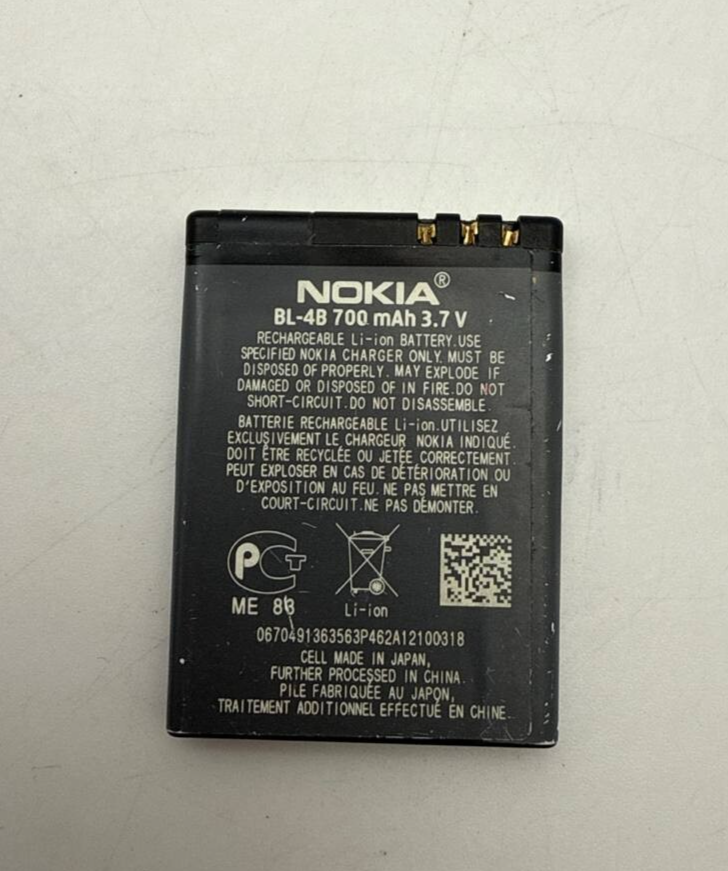 NOKIA®
BL-4B 700 mAh 3.7 V
RECHARGEABLE Li-ion BATTERY.USE
SPECIFIED NOKIA CHARGER ONLY. MUST BE
DISPOSED OF PROPERLY. MAY EXPLODE IF
DAMAGED OR DISPOSED OF IN FIRE.DO NOT
SHORT-CIRCUIT.DO NOT DISASSEMBLE.
BATTERIE RECHARGEABLE Li-ion.UTILISEZ
EXCLUSIVEMENT LE CHARGEUR NOKIA INDIQUÉ.
DOIT ÊTRE RECYCLÉE OU JETÉE CORRECTEMENT.
PEUT EXPLOSER EN CAS DE DÉTÉRIORATION OU
D'EXPOSITION AU FEU. NE PAS METTRE EN
COURT-CIRCUIT.NE PAS DÉMONTER.
РСТ
ME 83
Li-ion
0670491363563P462A12100318
CELL MADE IN JAPAN,
FURTHER PROCESSED IN CHINA.
PILE FABRIQUÉE AU JAPON,
TRAITEMENT ADDITIONNEL EFFECTUÉ EN CHINE.